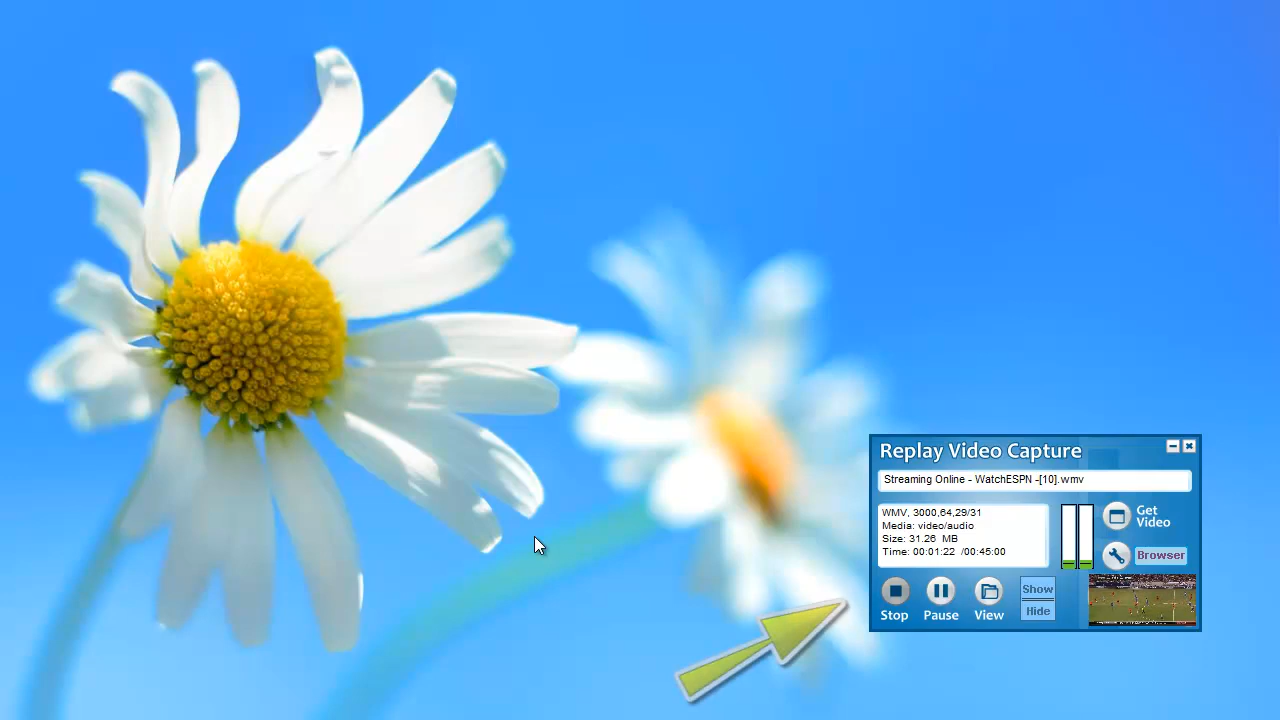 Replay Video Capture
Streaming Online - WatchESPN -[10].wmv
WMV, 3000,64,29/31
Media: video/audio
Size: 31.26 MB
Time: 00:01:22 /00:45:00
Get
Video
Browser
Show
Hide
Stop
Pause
View